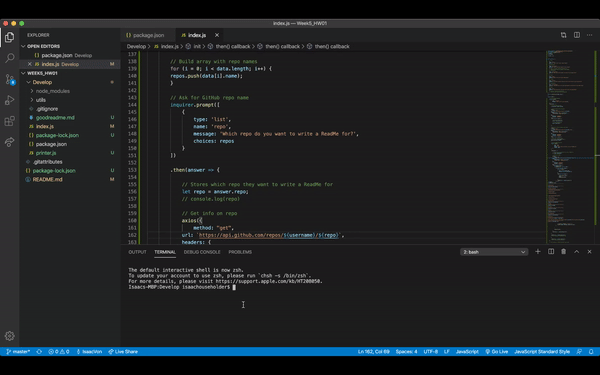 index.js — Week5_HW01
EXPLORER
OPEN EDITORS
package.json Develop
index.js Develop
WEEK5_HW01
Develop
node_modules
utils
.gitignore
goodreadme.md U
index.js M
package-lock.json U
package.json
printer.js U
.gitattributes
package-lock.json U
README.md M
package.json
index.js
Develop > index.js > init > then() callback > then() callback > then() callback
137
138 // Build array with repo names
139 for (i = 0; i < data.length; i++) {
140 repos.push(data[i].name);
141 }
142
143 // Ask for GitHub repo name
144 inquirer.prompt([
145 {
146 type: 'list',
147 name: 'repo',
148 message: 'Which repo do you want to write a ReadMe for?',
149 choices: repos
150 }
151 ])
152
153 .then(answer => {
154
155 // Stores which repo they want to write a ReadMe for
156 let repo = answer.repo;
157 // console.log(repo)
158
159 // Get info on repo
160 axios({
161 method: "get",
162 url: `https://api.github.com/repos/${username}/${repo}`,
163 headers: {
OUTPUT TERMINAL DEBUG CONSOLE PROBLEMS 2: bash
The default interactive shell is now zsh.
To update your account to use zsh, please run `chsh -s /bin/zsh`.
For more details, please visit https://support.apple.com/kb/HT208050.
Isaacs-MBP:Develop isaachouseholder$
master* 0 0 IsaacVon Live Share Ln 162, Col 69 Spaces: 4 UTF-8 LF JavaScript Go Live JavaScript Standard Style